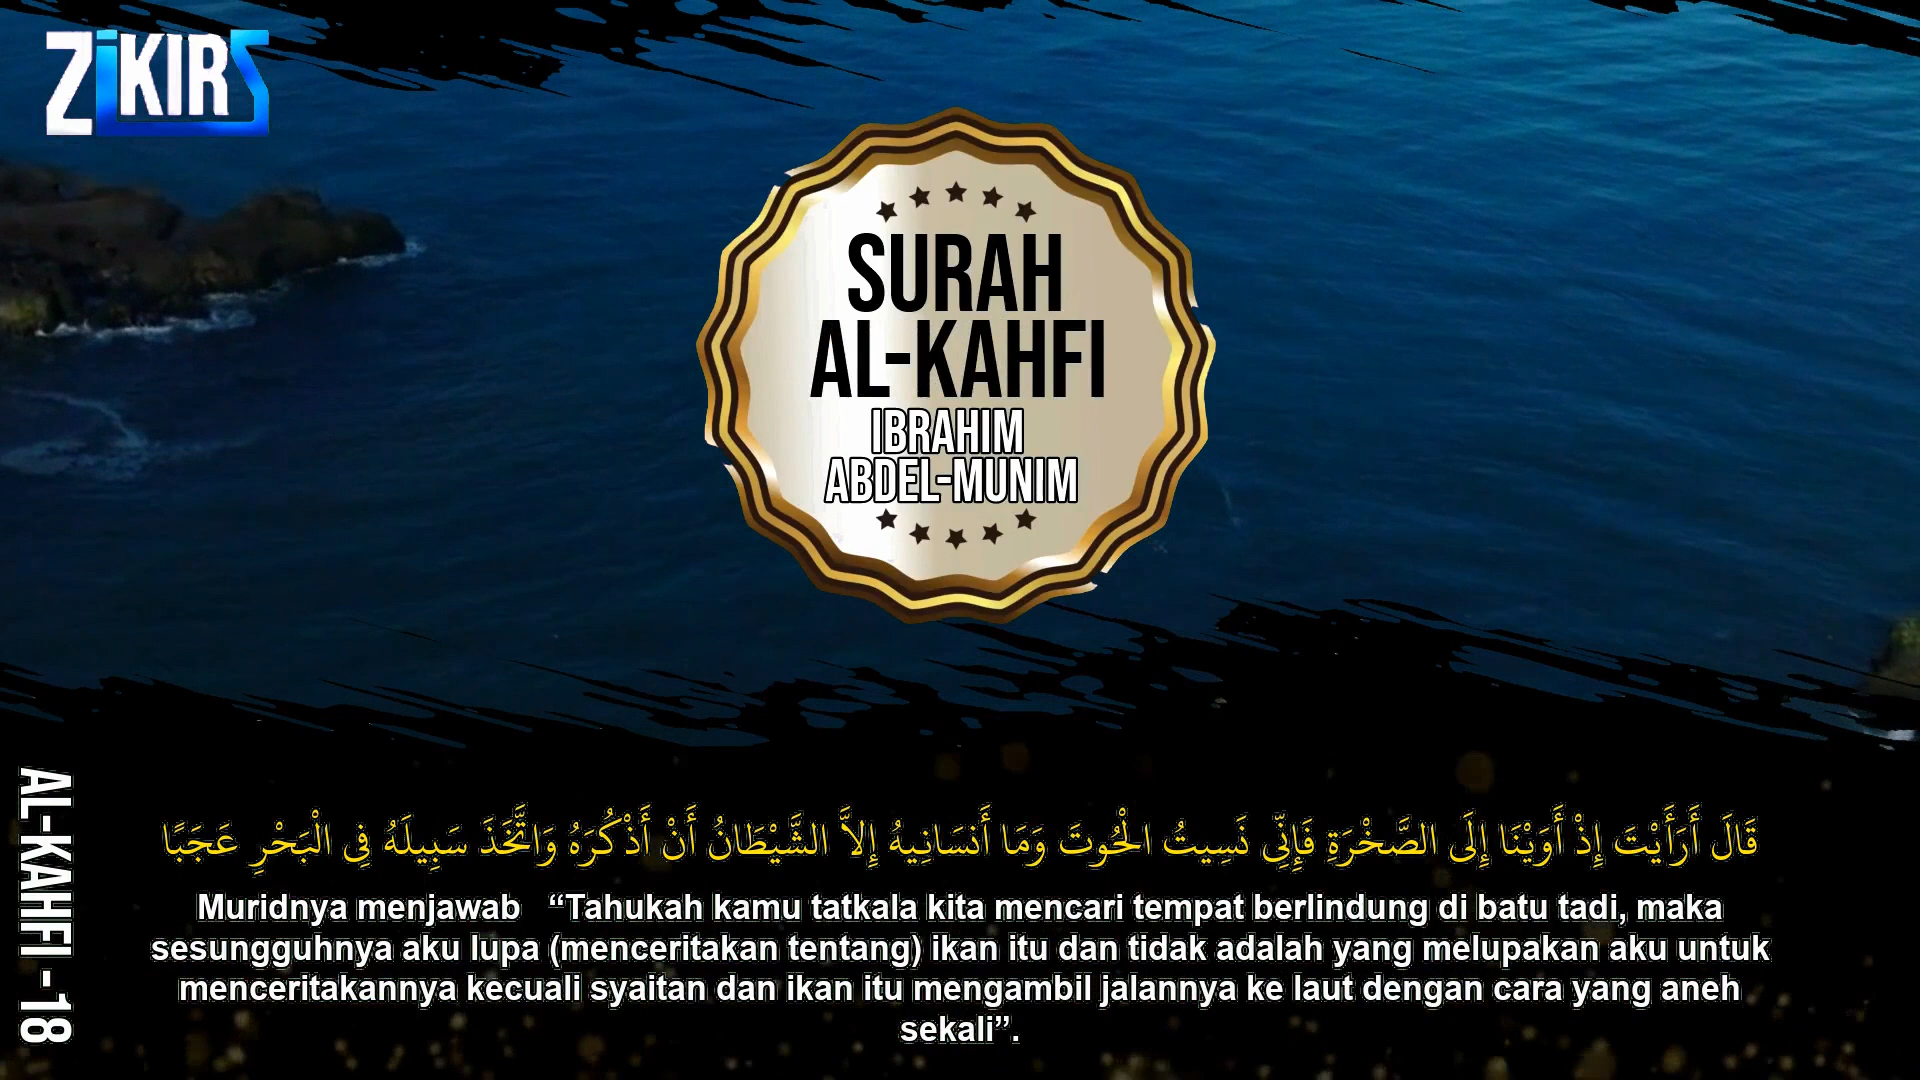 ZIKIRS
SURAH
AL-KAHFI
IBRAHIM
ABDEL-MUNIM
AL-KAHFI -18
قَالَ أَرَأَيْتَ إِذْ أَوَيْنَا إِلَى الصَّخْرَةِ فَإِنِّي نَسِيتُ الْحُوتَ وَمَا أَنسَانِيهُ إِلاَّ الشَّيْطَانُ أَنْ أَذْكُرَهُ وَاتَّخَذَ سَبِيلَهُ فِي الْبَحْرِ عَجَبًا
Muridnya menjawab “Tahukah kamu tatkala kita mencari tempat berlindung di batu tadi, maka
sesungguhnya aku lupa (menceritakan tentang) ikan itu dan tidak adalah yang melupakan aku untuk
menceritakannya kecuali syaitan dan ikan itu mengambil jalannya ke laut dengan cara yang aneh
sekali”.